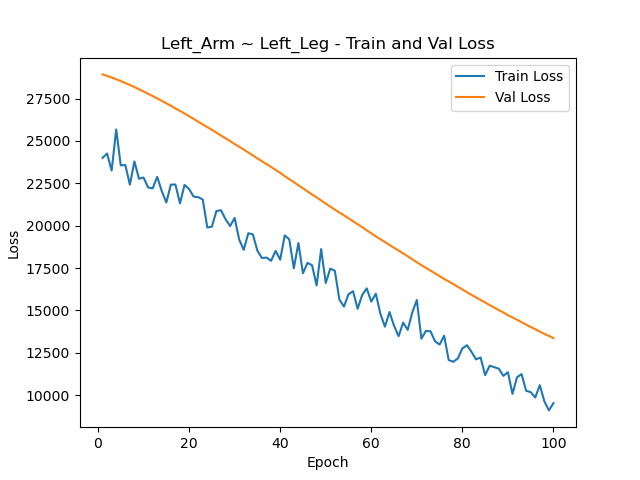 Left_Arm ~ Left_Leg - Train and Val Loss
Train Loss
Val Loss
27500
25000
22500
20000
17500
15000
12500
10000
Loss
0 20 40 60 80 100
Epoch